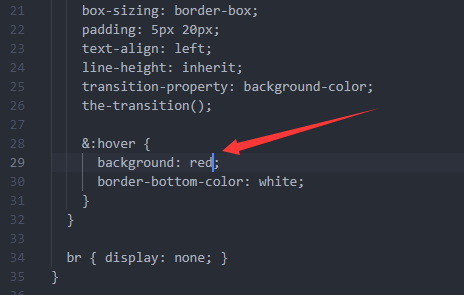 21 box-sizing: border-box;
22 padding: 5px 20px;
23 text-align: left;
24 line-height: inherit;
25 transition-property: background-color;
26 the-transition();
27
28 &:hover {
29 background: red;
30 border-bottom-color: white;
31 }
32 }
33
34 br { display: none; }
35 }
36